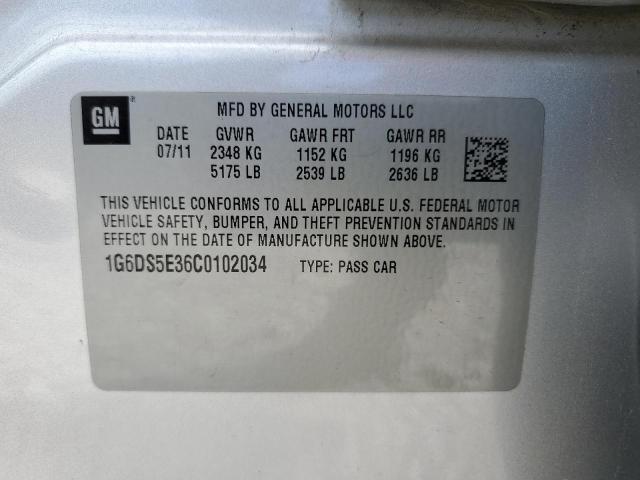 GM ®
MFD BY GENERAL MOTORS LLC
DATE GVWR GAWR FRT GAWR RR
07/11 2348 KG 1152 KG 1196 KG
5175 LB 2539 LB 2636 LB
THIS VEHICLE CONFORMS TO ALL APPLICABLE U.S. FEDERAL MOTOR
VEHICLE SAFETY, BUMPER, AND THEFT PREVENTION STANDARDS IN
EFFECT ON THE DATE OF MANUFACTURE SHOWN ABOVE.
1G6DS5E36C0102034 TYPE: PASS CAR